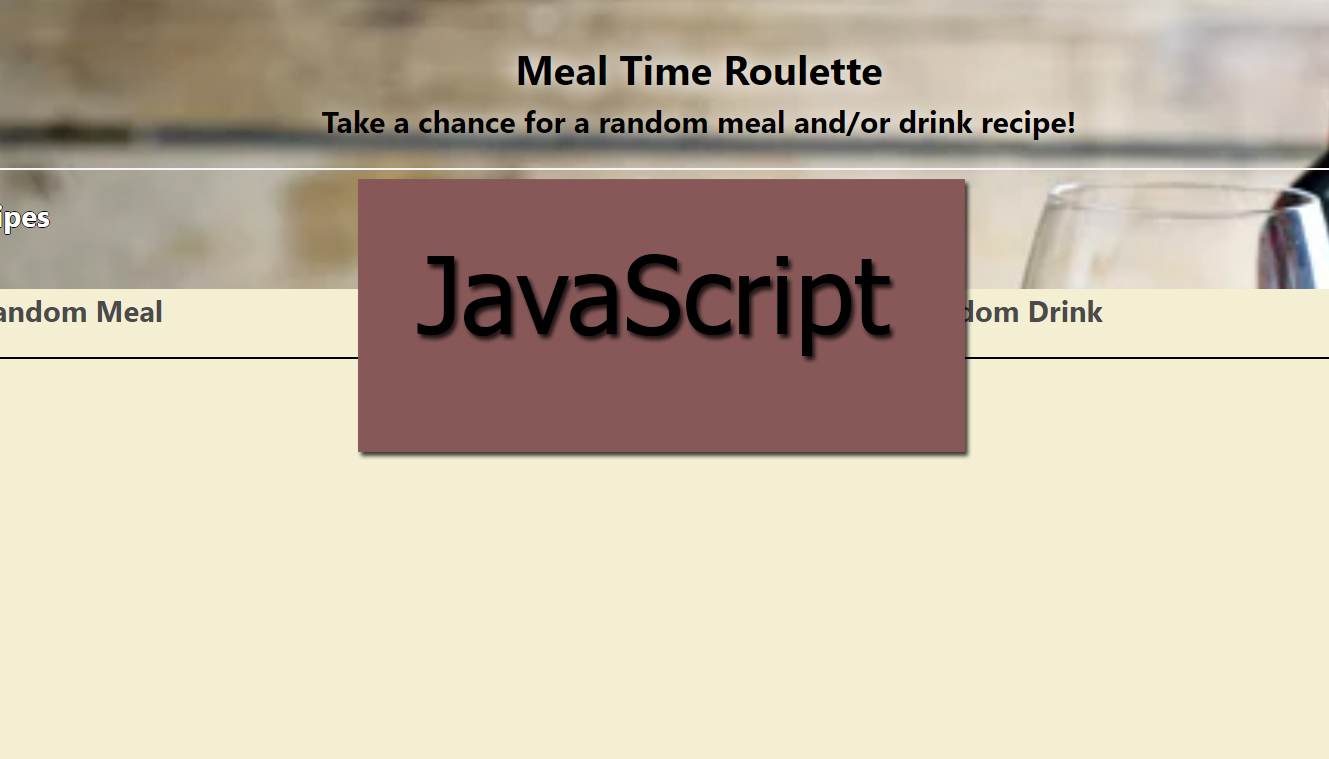 Meal Time Roulette
Take a chance for a random meal and/or drink recipe!
ipes
JavaScript
andom Meal
dom Drink